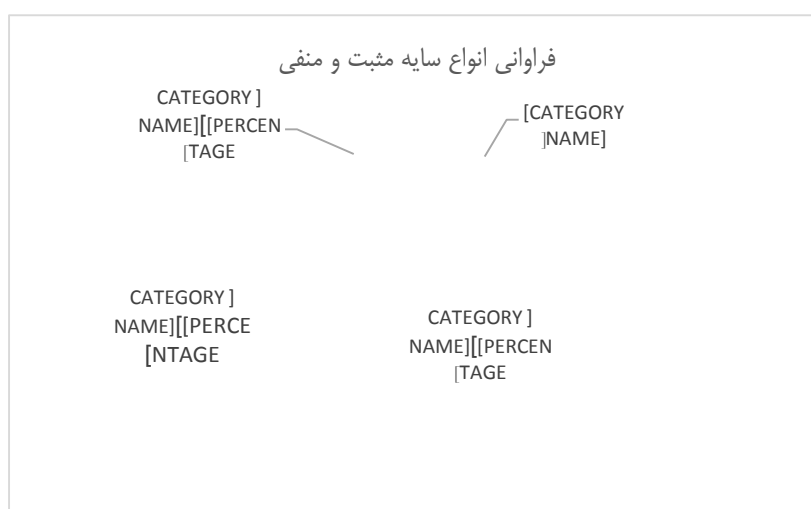 فراوانی انواع سایه مثبت و منفی
CATEGORY ]
NAME][[PERCEN
[TAGE
[CATEGORY
]NAME]
CATEGORY ]
NAME][[PERCE
[NTAGE
CATEGORY ]
NAME][[PERCEN
[TAGE